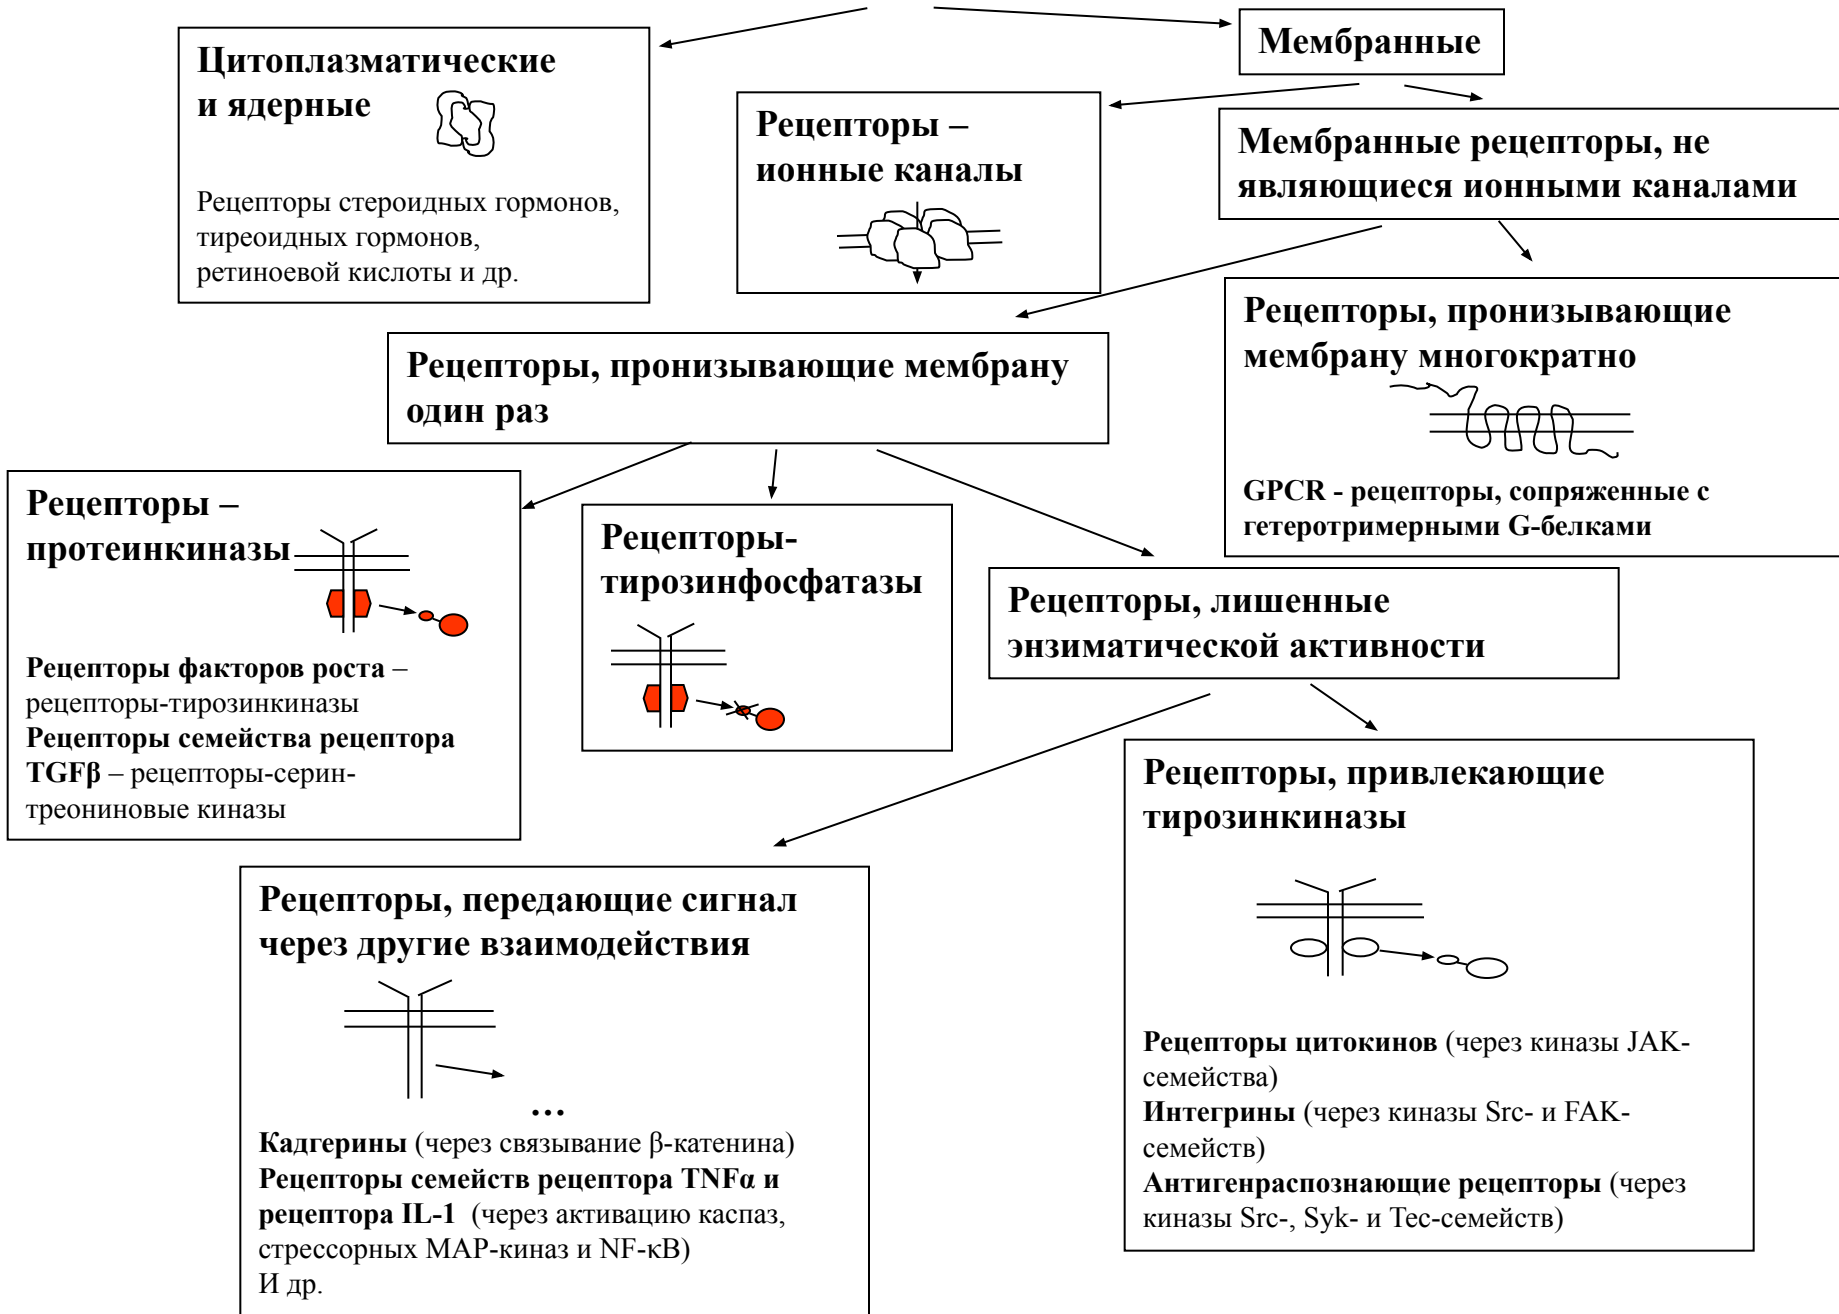 Цитоплазматические
и ядерные
Рецепторы стероидных гормонов,
тиреоидных гормонов,
ретиноевой кислоты и др.
Мембранные
Рецепторы –
ионные каналы
Мембранные рецепторы, не
являющиеся ионными каналами
Рецепторы, пронизывающие мембрану
один раз
Рецепторы, пронизывающие
мембрану многократно
GPCR - рецепторы, сопряженные с
гетеротримерными G-белками
Рецепторы –
протеинкиназы
Рецепторы факторов роста –
рецепторы-тирозинкиназы
Рецепторы семейства рецептора
TGFβ – рецепторы-серин-
треониновые киназы
Рецепторы-
тирозинфосфатазы
Рецепторы, лишенные
энзиматической активности
Рецепторы, передающие сигнал
через другие взаимодействия
...
Кадгерины (через связывание β-катенина)
Рецепторы семейств рецептора TNFα и
рецептора IL-1 (через активацию каспаз,
стрессорных MAP-киназ и NF-κB)
И др.
Рецепторы, привлекающие
тирозинкиназы
Рецепторы цитокинов (через киназы JAK-
семейства)
Интегрины (через киназы Src- и FAK-
семейств)
Антигенраспознающие рецепторы (через
киназы Src-, Syk- и Tec-семейств)